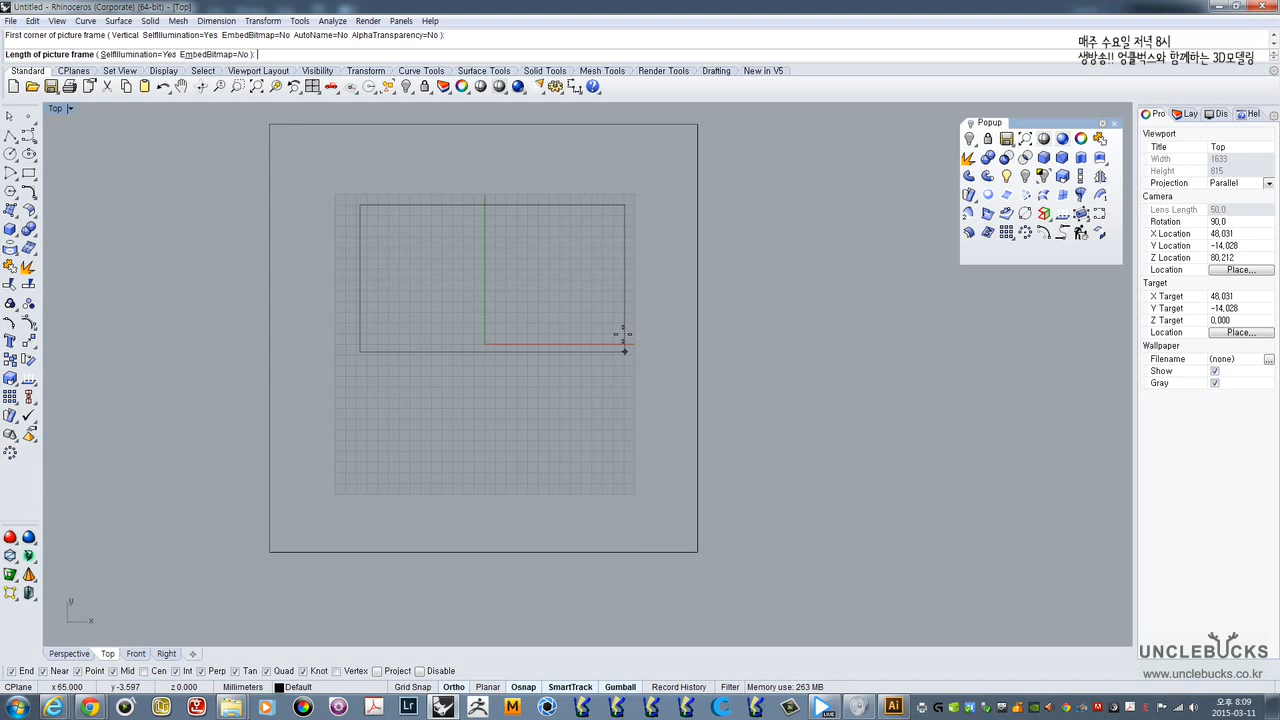 Untitled - Rhinoceros (Corporate) (64-bit) - [Top]
File Edit View Curve Surface Solid Mesh Dimension Transform Tools Analyze Render Panels Help
First corner of picture frame ( Vertical SelfIllumination=Yes EmbedBitmap=No AutoName=No AlphaTransparency=No ):
Length of picture frame ( SelfIllumination=Yes EmbedBitmap=No ):
매주 수요일 저녁 8시
생방송!! 엉클벅스와 함께하는 3D모델링
Standard CPlanes Set View Display Select Viewport Layout Visibility Transform Curve Tools Surface Tools Solid Tools Mesh Tools Render Tools Drafting New In V5
Top
Popup
Pro Lay Dis Hel
Viewport
Title Top
Width 1633
Height 815
Projection Parallel
Camera
Lens Length 50,0
Rotation 90,0
X Location 48,031
Y Location -14,028
Z Location 80,212
Location Place...
Target
X Target 48,031
Y Target -14,028
Z Target 0,000
Location Place...
Wallpaper
Filename (none) ...
Show
Gray
y
x
Perspective Top Front Right
End Near Point Mid Cen Int Perp Tan Quad Knot Vertex Project Disable
UNCLEBUCKS
www.unclebucks.co.kr
CPlane x 65.000 y -3.597 z 0.000 Millimeters Default Grid Snap Ortho Planar Osnap SmartTrack Gumball Record History Filter Memory use: 263 MB
Lr
M
LIVE
Ai
오후 8:09
2015-03-11